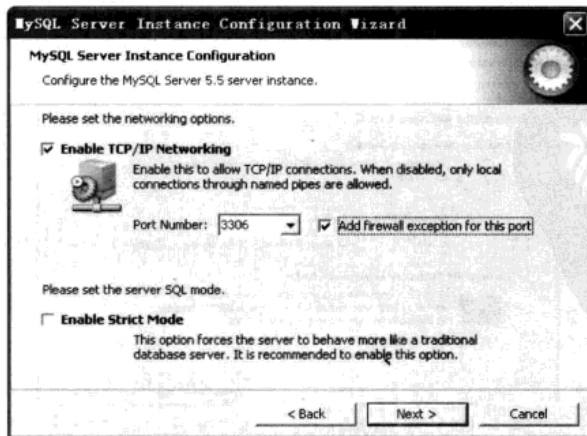 MySQL Server Instance Configuration Wizard
MySQL Server Instance Configuration
Configure the MySQL Server 5.5 server instance.
Please set the networking options.
Enable TCP/IP Networking
Enable this to allow TCP/IP connections. When disabled, only local
connections through named pipes are allowed.
Port Number: 3306 Add firewall exception for this port
Please set the server SQL mode.
Enable Strict Mode
This option forces the server to behave more like a traditional
database server. It is recommended to enable this option.
< Back Next > Cancel